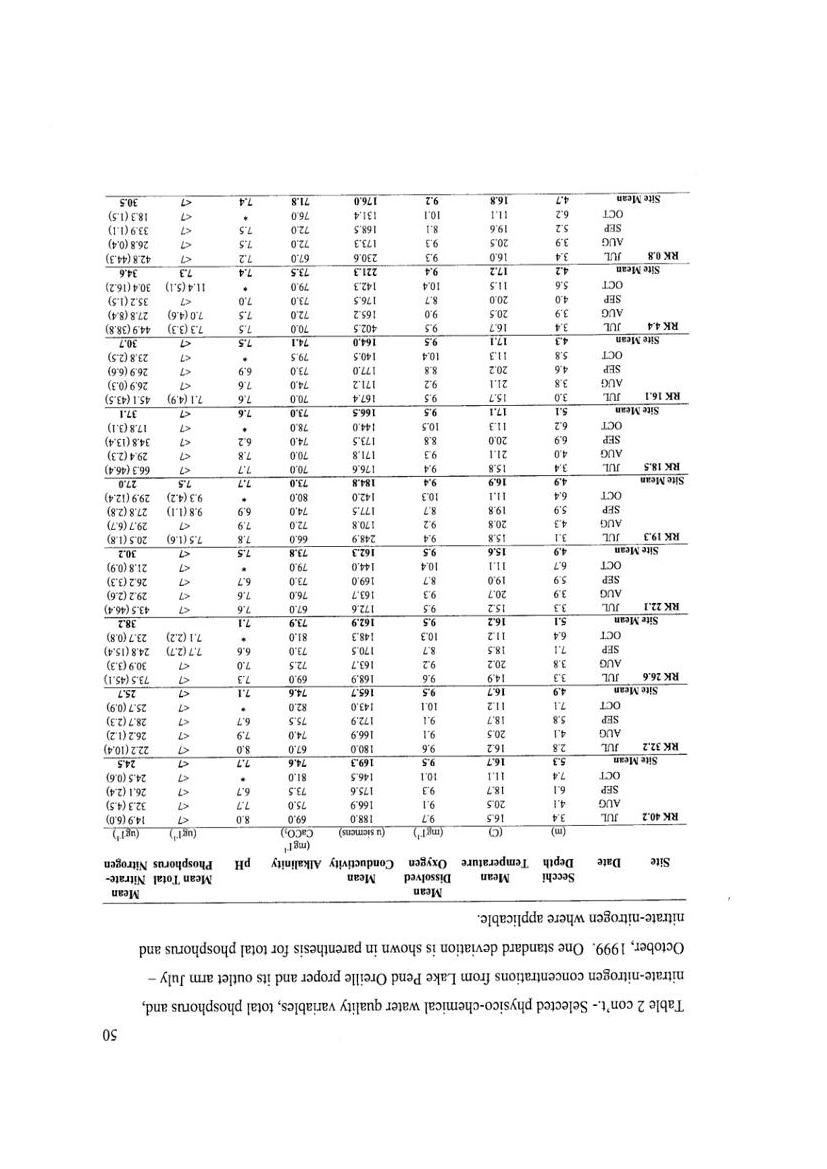 50
Table 2 con't.- Selected physico-chemical water quality variables, total phosphorus and,
nitrate-nitrogen concentrations from Lake Pend Oreille proper and its outlet arm July –
October, 1999. One standard deviation is shown in parenthesis for total phosphorus and
nitrate-nitrogen where applicable.
Mean Mean
Secchi Mean Dissolved Mean Mean Total Nitrate-
Site Date Depth Temperature Oxygen Conductivity Alkalinity pH Phosphorus Nitrogen
(mg l⁻¹
(m) (C) (mg l⁻¹) (u siemens) CaCO₃) (ug l⁻¹) (ug l⁻¹)
RK 40.2 JUL 3.4 16.5 9.7 188.0 69.0 8.0 <7 14.9 (6.0)
AUG 4.1 20.5 9.1 166.9 75.0 7.7 <7 32.3 (4.5)
SEP 6.1 18.7 9.3 175.6 73.5 6.7 <7 26.1 (2.4)
OCT 7.4 11.1 10.1 146.5 81.0 * <7 24.5 (0.6)
Site Mean 5.3 16.7 9.5 169.3 74.6 7.7 <7 24.5
RK 32.2 JUL 2.8 16.2 9.6 180.0 67.0 8.0 <7 22.2 (10.4)
AUG 4.1 20.5 9.1 166.9 74.0 7.9 <7 26.2 (1.2)
SEP 5.8 18.7 9.1 172.9 75.5 6.7 <7 28.7 (2.3)
OCT 7.1 11.2 10.1 143.0 82.0 * <7 25.7 (0.9)
Site Mean 4.9 16.7 9.5 165.7 74.6 7.1 <7 25.7
RK 26.6 JUL 3.3 14.9 9.6 168.9 69.0 7.3 <7 73.5 (45.1)
AUG 3.8 20.2 9.2 163.7 72.5 7.0 <7 30.9 (3.3)
SEP 7.1 18.5 8.7 170.5 73.0 6.6 7.7 (2.7) 24.8 (15.4)
OCT 6.4 11.2 10.3 148.3 81.0 * 7.1 (2.2) 23.7 (0.8)
Site Mean 5.1 16.2 9.5 162.9 73.9 7.1 38.2
RK 22.1 JUL 3.3 15.2 9.5 172.6 67.0 7.6 <7 43.5 (46.4)
AUG 3.9 20.7 9.3 163.7 76.0 7.6 <7 29.2 (2.6)
SEP 5.9 19.0 8.7 169.0 73.0 6.7 <7 26.2 (3.3)
OCT 6.7 11.1 10.4 144.0 79.0 * <7 21.8 (0.9)
Site Mean 4.9 15.6 9.5 162.3 73.8 7.5 <7 30.2
RK 19.3 JUL 3.1 15.8 9.4 248.9 66.0 7.8 7.5 (1.6) 20.5 (1.8)
AUG 4.3 20.8 9.2 170.8 72.0 7.9 <7 29.7 (6.7)
SEP 5.9 19.8 8.7 177.5 74.0 6.9 9.8 (1.1) 27.8 (2.8)
OCT 6.4 11.1 10.3 142.0 80.0 * 9.3 (4.2) 29.9 (12.4)
Site Mean 4.9 16.9 9.4 184.8 73.0 7.7 7.5 27.0
RK 18.5 JUL 3.4 15.8 9.4 176.6 70.0 7.7 <7 66.3 (46.4)
AUG 4.0 21.1 9.3 171.8 70.0 7.8 <7 29.4 (2.3)
SEP 6.9 20.0 8.8 173.5 74.0 6.2 <7 34.8 (13.4)
OCT 6.2 11.3 10.5 144.0 78.0 * <7 17.8 (3.1)
Site Mean 5.1 17.1 9.5 166.5 73.0 7.6 <7 37.1
RK 16.1 JUL 3.0 15.7 9.5 167.4 70.0 7.6 7.1 (4.9) 45.1 (43.5)
AUG 3.8 21.1 9.2 171.2 74.0 7.6 <7 26.9 (0.3)
SEP 4.6 20.2 8.8 177.0 73.0 6.9 <7 26.9 (6.6)
OCT 5.8 11.3 10.4 140.5 79.5 * <7 23.8 (2.5)
Site Mean 4.3 17.1 9.5 164.0 74.1 7.5 <7 30.7
RK 4.4 JUL 3.4 16.7 9.5 402.5 70.0 7.5 7.3 (3.3) 44.9 (38.8)
AUG 3.9 20.5 9.0 165.2 72.0 7.5 7.0 (4.6) 27.8 (8.4)
SEP 4.0 20.0 8.7 176.5 73.0 7.0 <7 35.2 (1.5)
OCT 5.6 11.5 10.4 142.3 79.0 * 11.4 (5.1) 30.4 (16.2)
Site Mean 4.2 17.2 9.4 221.3 73.5 7.4 7.3 34.6
RK 0.8 JUL 3.4 16.0 9.3 230.6 67.0 7.2 <7 42.8 (44.3)
AUG 3.9 20.5 9.3 173.3 72.0 7.5 <7 26.8 (0.4)
SEP 5.2 19.6 8.1 168.5 72.0 7.5 <7 33.9 (1.1)
OCT 6.2 11.1 10.1 131.4 76.0 * <7 18.3 (1.5)
Site Mean 4.7 16.8 9.2 176.0 71.8 7.4 <7 30.5